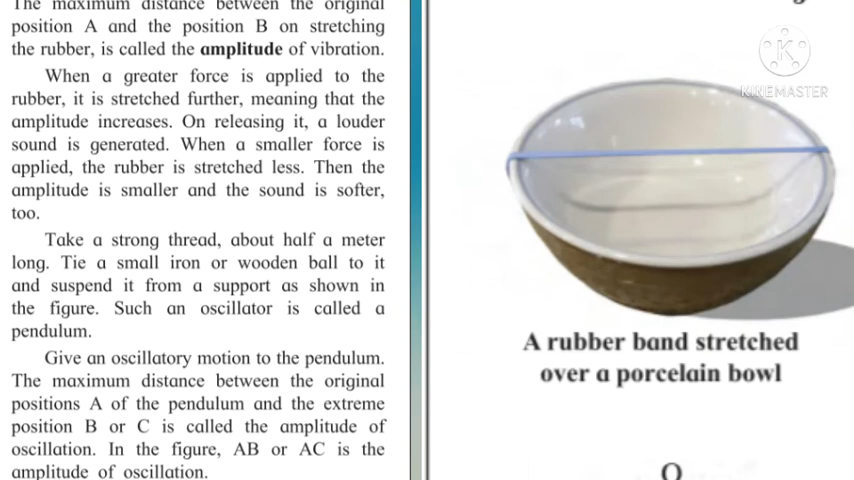 The maximum distance between the original
position A and the position B on stretching
the rubber, is called the amplitude of vibration.
When a greater force is applied to the
rubber, it is stretched further, meaning that the
amplitude increases. On releasing it, a louder
sound is generated. When a smaller force is
applied, the rubber is stretched less. Then the
amplitude is smaller and the sound is softer,
too.
Take a strong thread, about half a meter
long. Tie a small iron or wooden ball to it
and suspend it from a support as shown in
the figure. Such an oscillator is called a
pendulum.
Give an oscillatory motion to the pendulum.
The maximum distance between the original
positions A of the pendulum and the extreme
position B or C is called the amplitude of
oscillation. In the figure, AB or AC is the
amplitude of oscillation.
K
KINEMASTER
A rubber band stretched
over a porcelain bowl
O